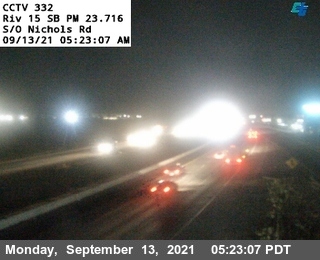 CCTV 332
Riv 15 SB PM 23.716
S/O Nichols Rd
09/13/21 05:23:07 AM
Monday, September 13, 2021 05:23:07 PDT